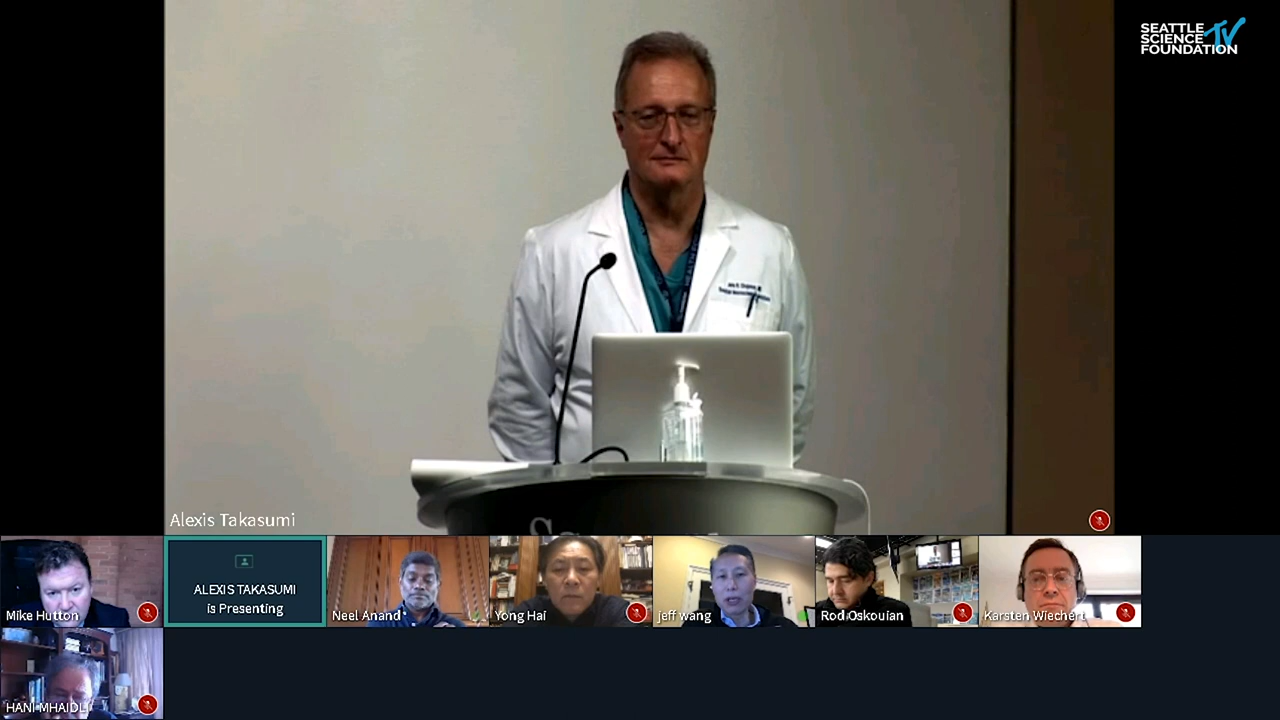 SEATTLE
SCIENCE TV
FOUNDATION
Alexis Takasumi
Mike Hutton
ALEXIS TAKASUMI
is Presenting
Neel Anand
Yong Hai
jeff wang
Rod Oskouian
Karsten Wiechert
HANI MHAIDLI